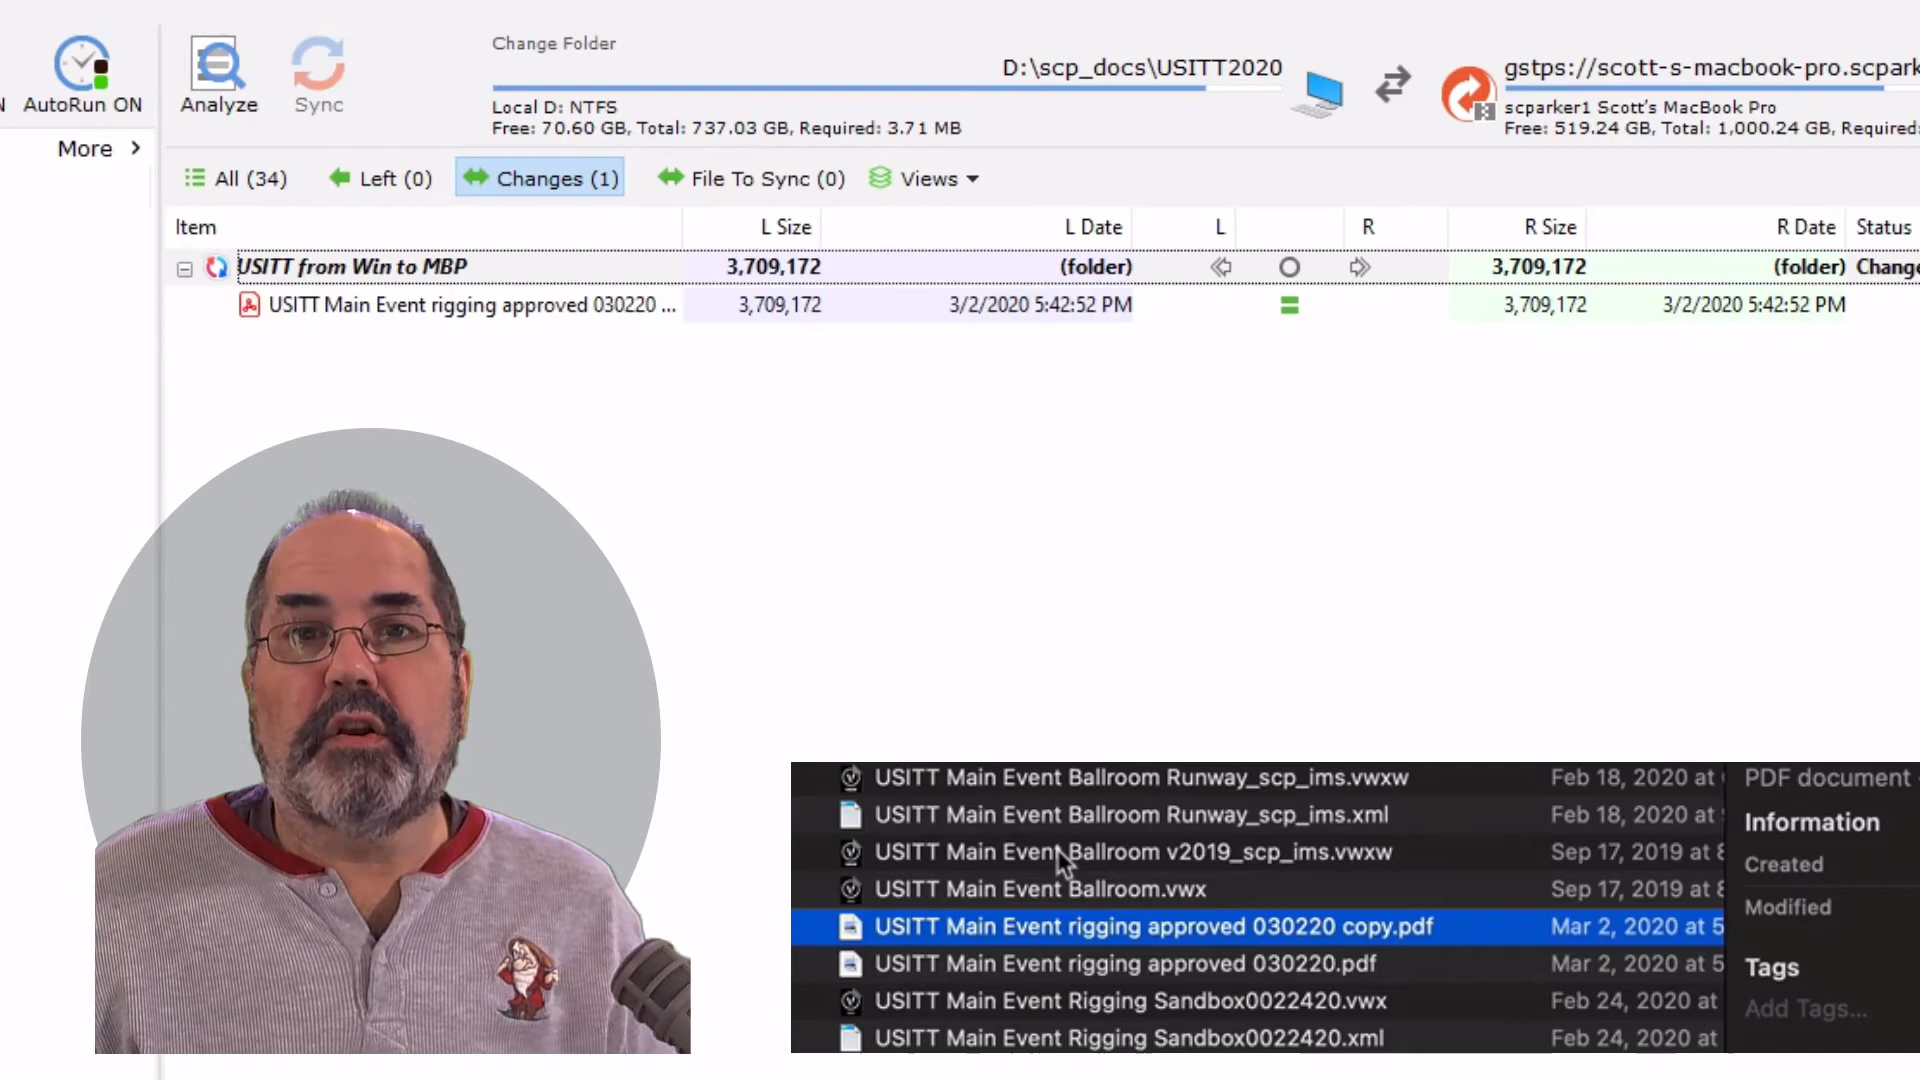 N AutoRun ON
Analyze
Sync
More
Change Folder
D:\scp_docs\USITT2020
Local D: NTFS
Free: 70.60 GB, Total: 737.03 GB, Required: 3.71 MB
gstps://scott-s-macbook-pro.scpark
scparker1 Scott's MacBook Pro
Free: 519.24 GB, Total: 1,000.24 GB, Required:
All (34) Left (0) Changes (1) File To Sync (0) Views
Item L Size L Date L R R Size R Date Status
USITT from Win to MBP 3,709,172 (folder) 3,709,172 (folder) Change
USITT Main Event rigging approved 030220 ... 3,709,172 3/2/2020 5:42:52 PM = 3,709,172 3/2/2020 5:42:52 PM
USITT Main Event Ballroom Runway_scp_ims.vwxw Feb 18, 2020 at
USITT Main Event Ballroom Runway_scp_ims.xml Feb 18, 2020 at
USITT Main Event Ballroom v2019_scp_ims.vwxw Sep 17, 2019 at 8
USITT Main Event Ballroom.vwx Sep 17, 2019 at 8
USITT Main Event rigging approved 030220 copy.pdf Mar 2, 2020 at 5
USITT Main Event rigging approved 030220.pdf Mar 2, 2020 at 5
USITT Main Event Rigging Sandbox0022420.vwx Feb 24, 2020 at
USITT Main Event Rigging Sandbox0022420.xml Feb 24, 2020 at
PDF document
Information
Created
Modified
Tags
Add Tags...